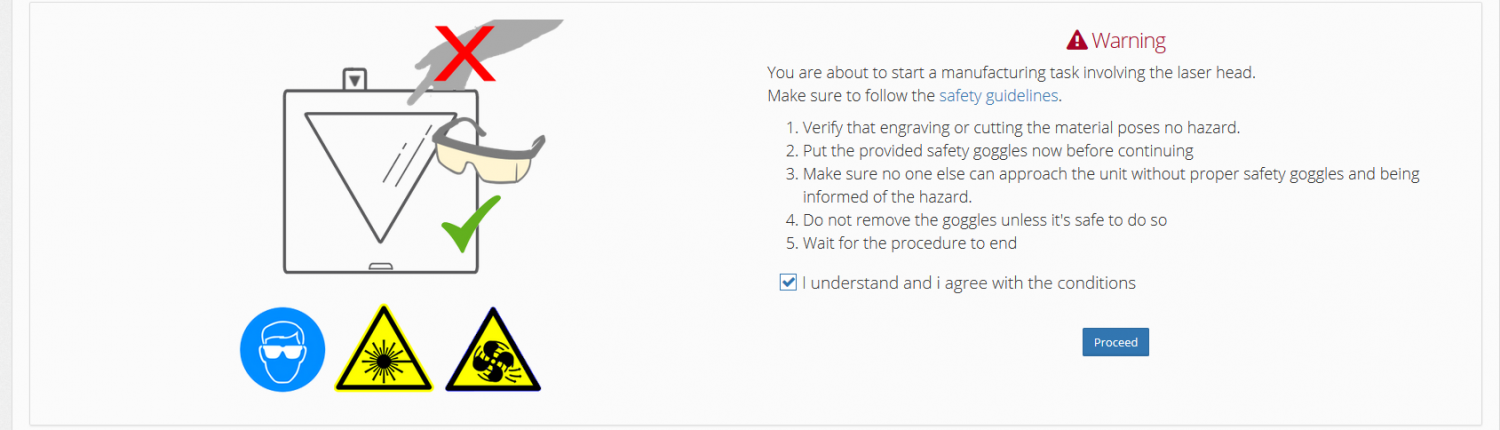 Warning
You are about to start a manufacturing task involving the laser head.
Make sure to follow the safety guidelines.
1. Verify that engraving or cutting the material poses no hazard.
2. Put the provided safety goggles now before continuing
3. Make sure no one else can approach the unit without proper safety goggles and being
informed of the hazard.
4. Do not remove the goggles unless it's safe to do so
5. Wait for the procedure to end
I understand and i agree with the conditions
Proceed